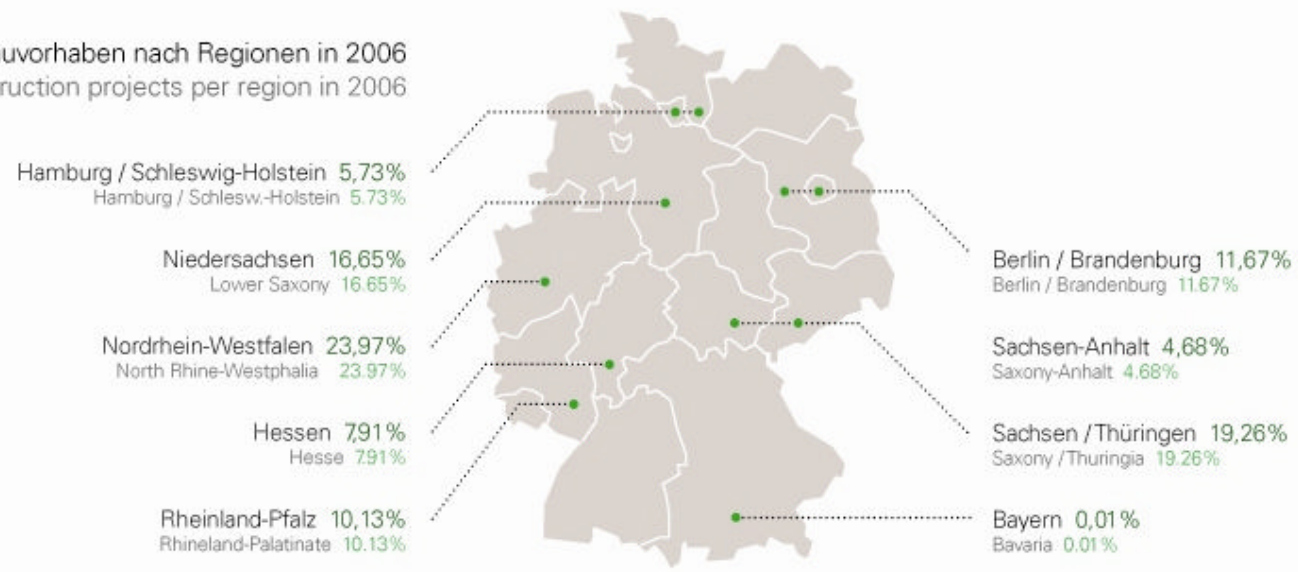 uvorhaben nach Regionen in 2006
ruction projects per region in 2006
Hamburg / Schleswig-Holstein 5,73%
Hamburg / Schlesw.-Holstein 5.73%
Niedersachsen 16,65%
Lower Saxony 16.65%
Nordrhein-Westfalen 23,97%
North Rhine-Westphalia 23.97%
Hessen 7,91%
Hesse 7.91%
Rheinland-Pfalz 10,13%
Rhineland-Palatinate 10.13%
Berlin / Brandenburg 11,67%
Berlin / Brandenburg 11.67%
Sachsen-Anhalt 4,68%
Saxony-Anhalt 4.68%
Sachsen / Thüringen 19,26%
Saxony / Thuringia 19.26%
Bayern 0,01%
Bavaria 0.01%